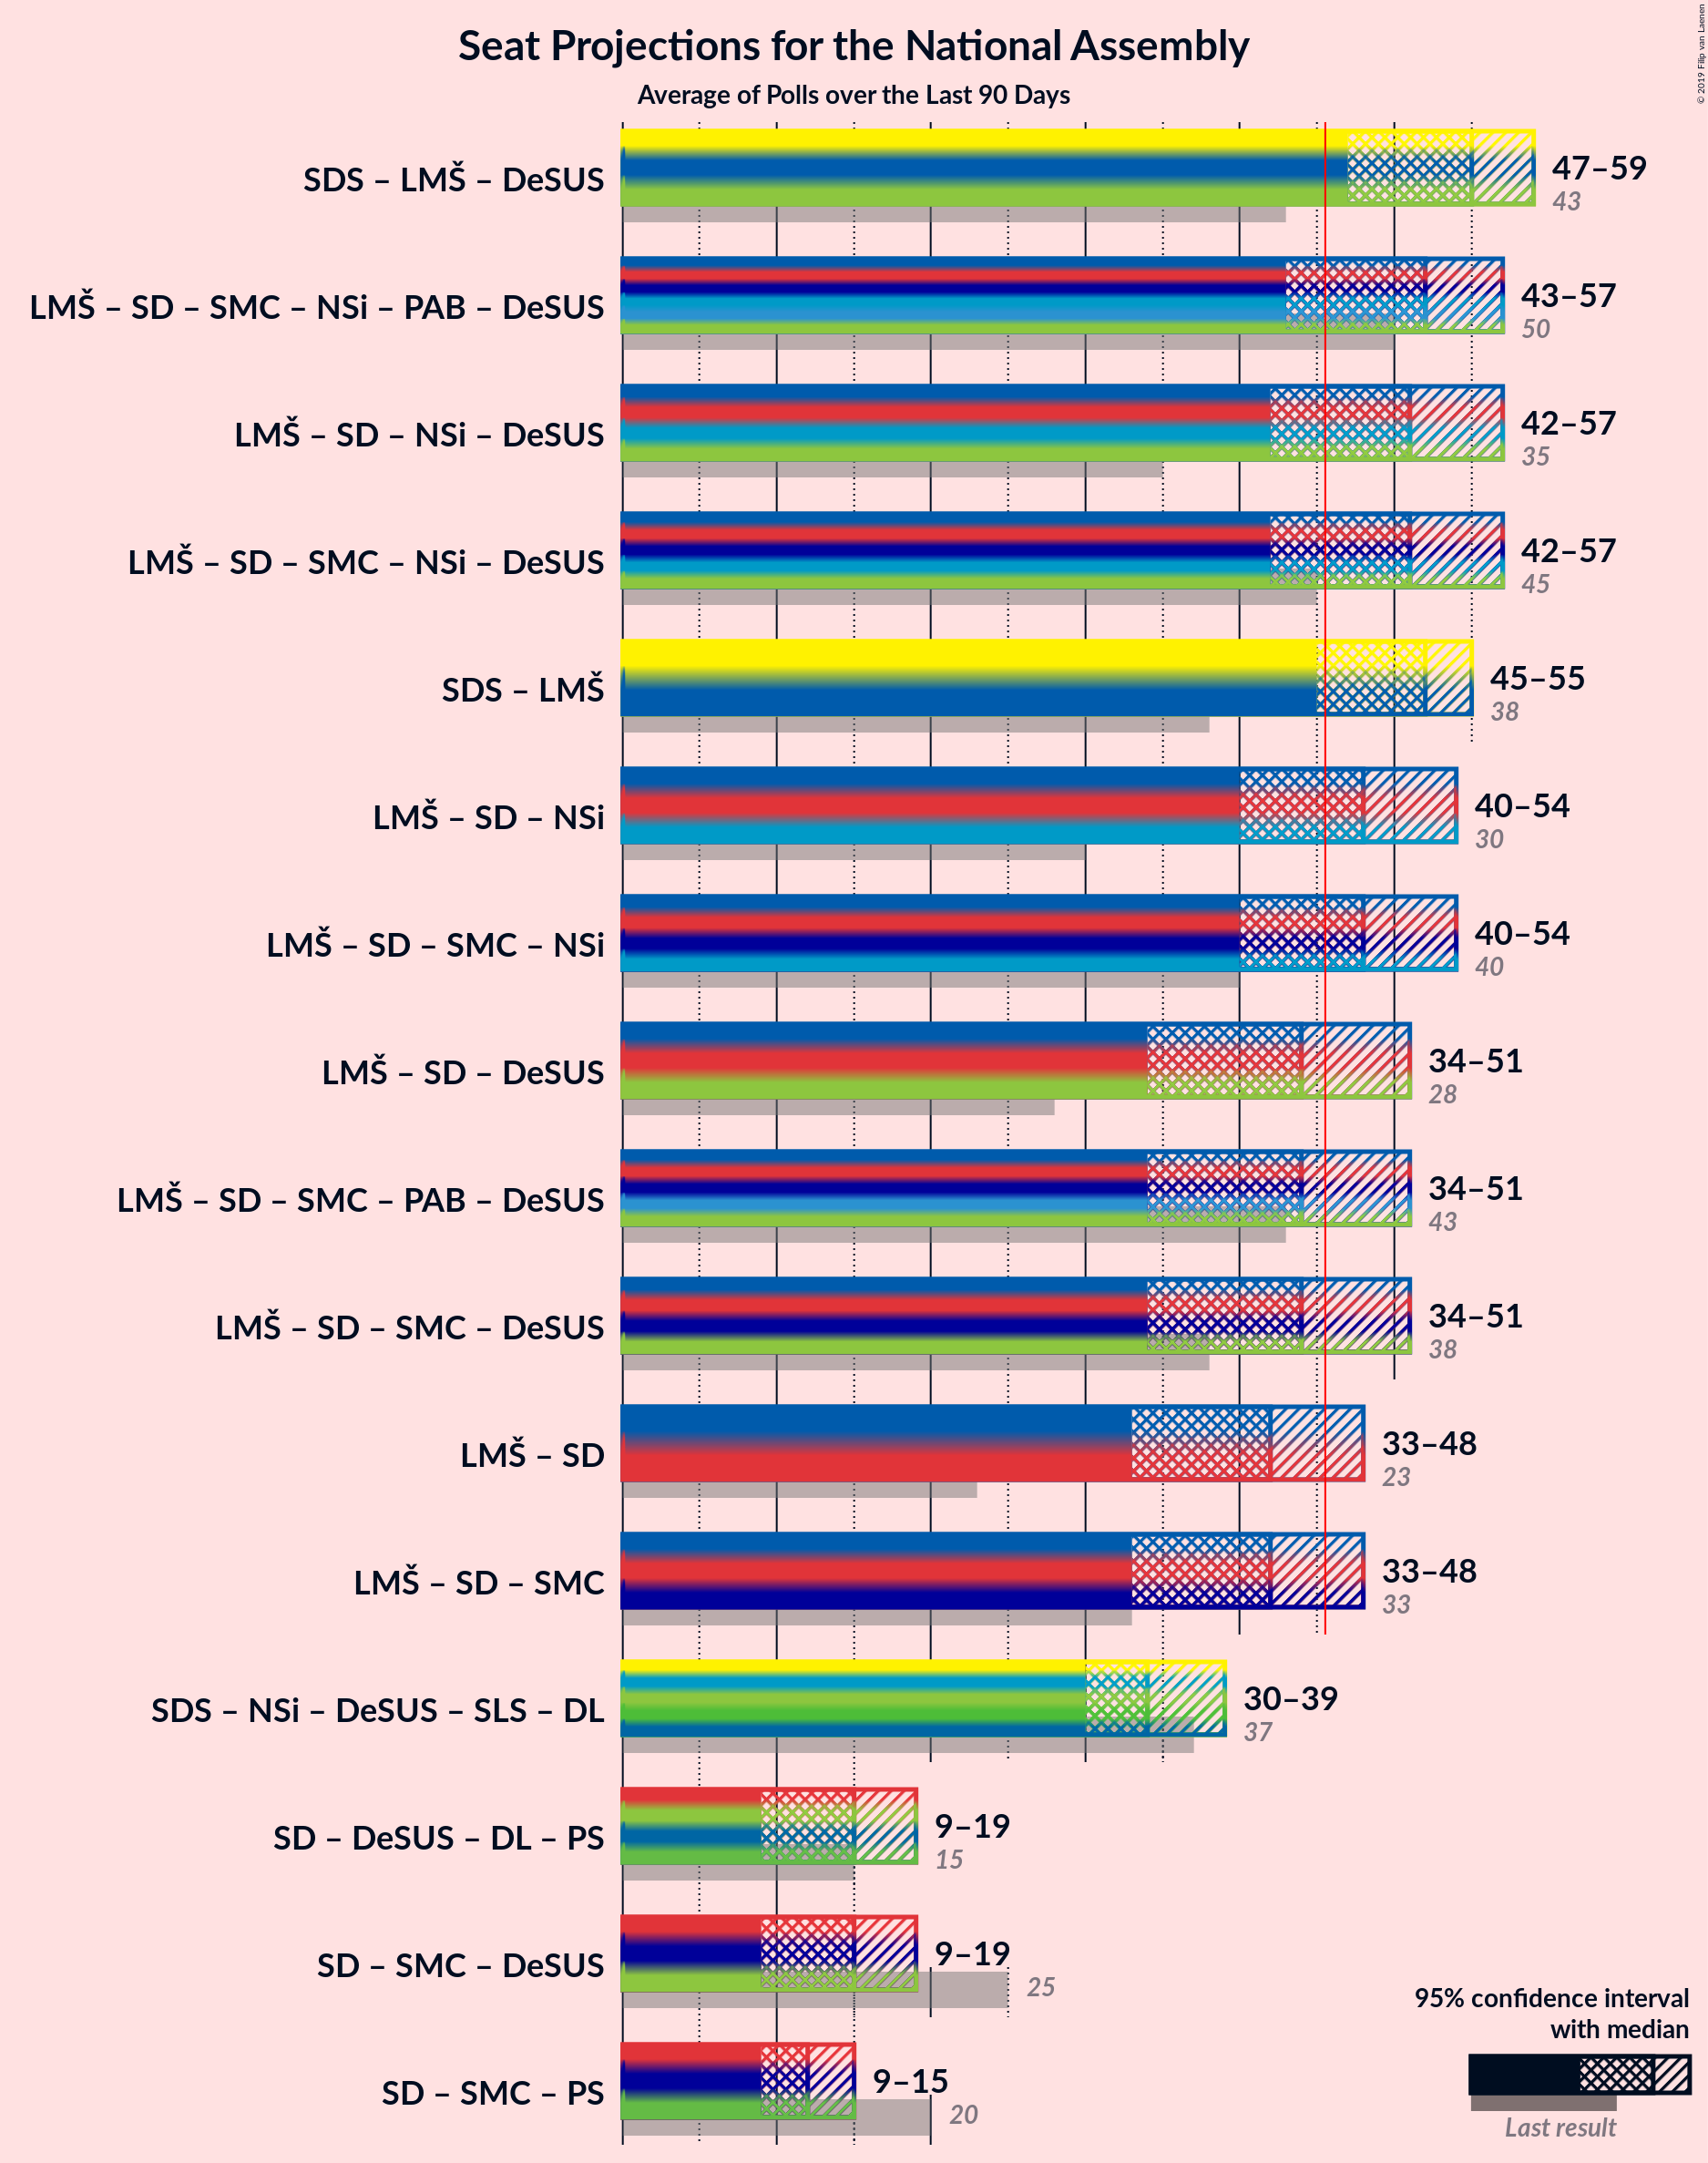 © 2019 Filip van Laenen
Seat Projections for the National Assembly
Average of Polls over the Last 90 Days
SDS – LMŠ – DeSUS
47–59
43
LMŠ – SD – SMC – NSi – PAB – DeSUS
43–57
50
LMŠ – SD – NSi – DeSUS
42–57
35
LMŠ – SD – SMC – NSi – DeSUS
42–57
45
SDS – LMŠ
45–55
38
LMŠ – SD – NSi
40–54
30
LMŠ – SD – SMC – NSi
40–54
40
LMŠ – SD – DeSUS
34–51
28
LMŠ – SD – SMC – PAB – DeSUS
34–51
43
LMŠ – SD – SMC – DeSUS
34–51
38
LMŠ – SD
33–48
23
LMŠ – SD – SMC
33–48
33
SDS – NSi – DeSUS – SLS – DL
30–39
37
SD – DeSUS – DL – PS
9–19
15
SD – SMC – DeSUS
9–19
25
SD – SMC – PS
9–15
20
95% confidence interval
with median
Last result